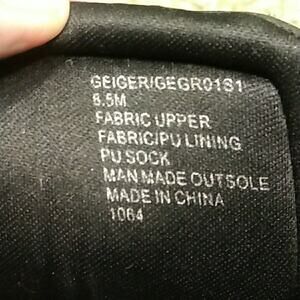 GEIGER/GEGR01S1
8.5M
FABRIC UPPER
FABRIC/PU LINING
PU SOCK
MAN MADE OUTSOLE
MADE IN CHINA
1064